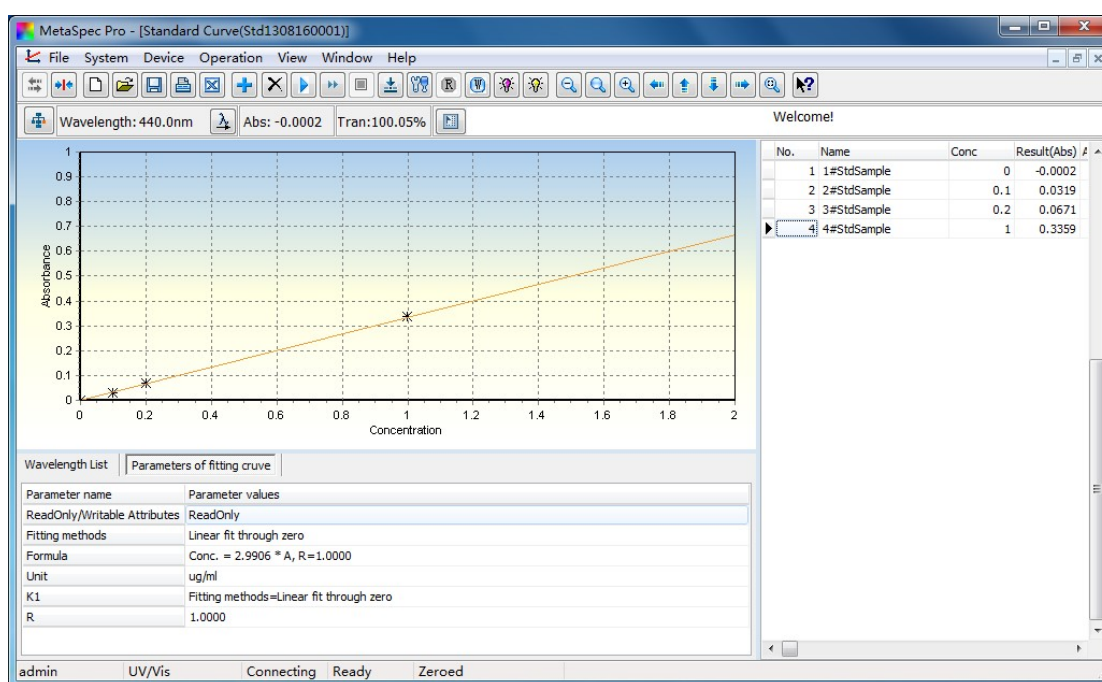 MetaSpec Pro - [Standard Curve(Std1308160001)]
File System Device Operation View Window Help
Wavelength: 440.0nm Abs: -0.0002 Tran:100.05% Welcome!
1
0.9
0.8
0.7
0.6
0.5
0.4
0.3
0.2
0.1
0
Absorbance
0 0.2 0.4 0.6 0.8 1 1.2 1.4 1.6 1.8 2
Concentration
No. Name Conc Result(Abs) A
1 1#StdSample 0 -0.0002
2 2#StdSample 0.1 0.0319
3 3#StdSample 0.2 0.0671
4 4#StdSample 1 0.3359
Wavelength List Parameters of fitting cruve
Parameter name Parameter values
ReadOnly/Writable Attributes ReadOnly
Fitting methods Linear fit through zero
Formula Conc. = 2.9906 * A, R=1.0000
Unit ug/ml
K1 Fitting methods=Linear fit through zero
R 1.0000
admin UV/Vis Connecting Ready Zeroed